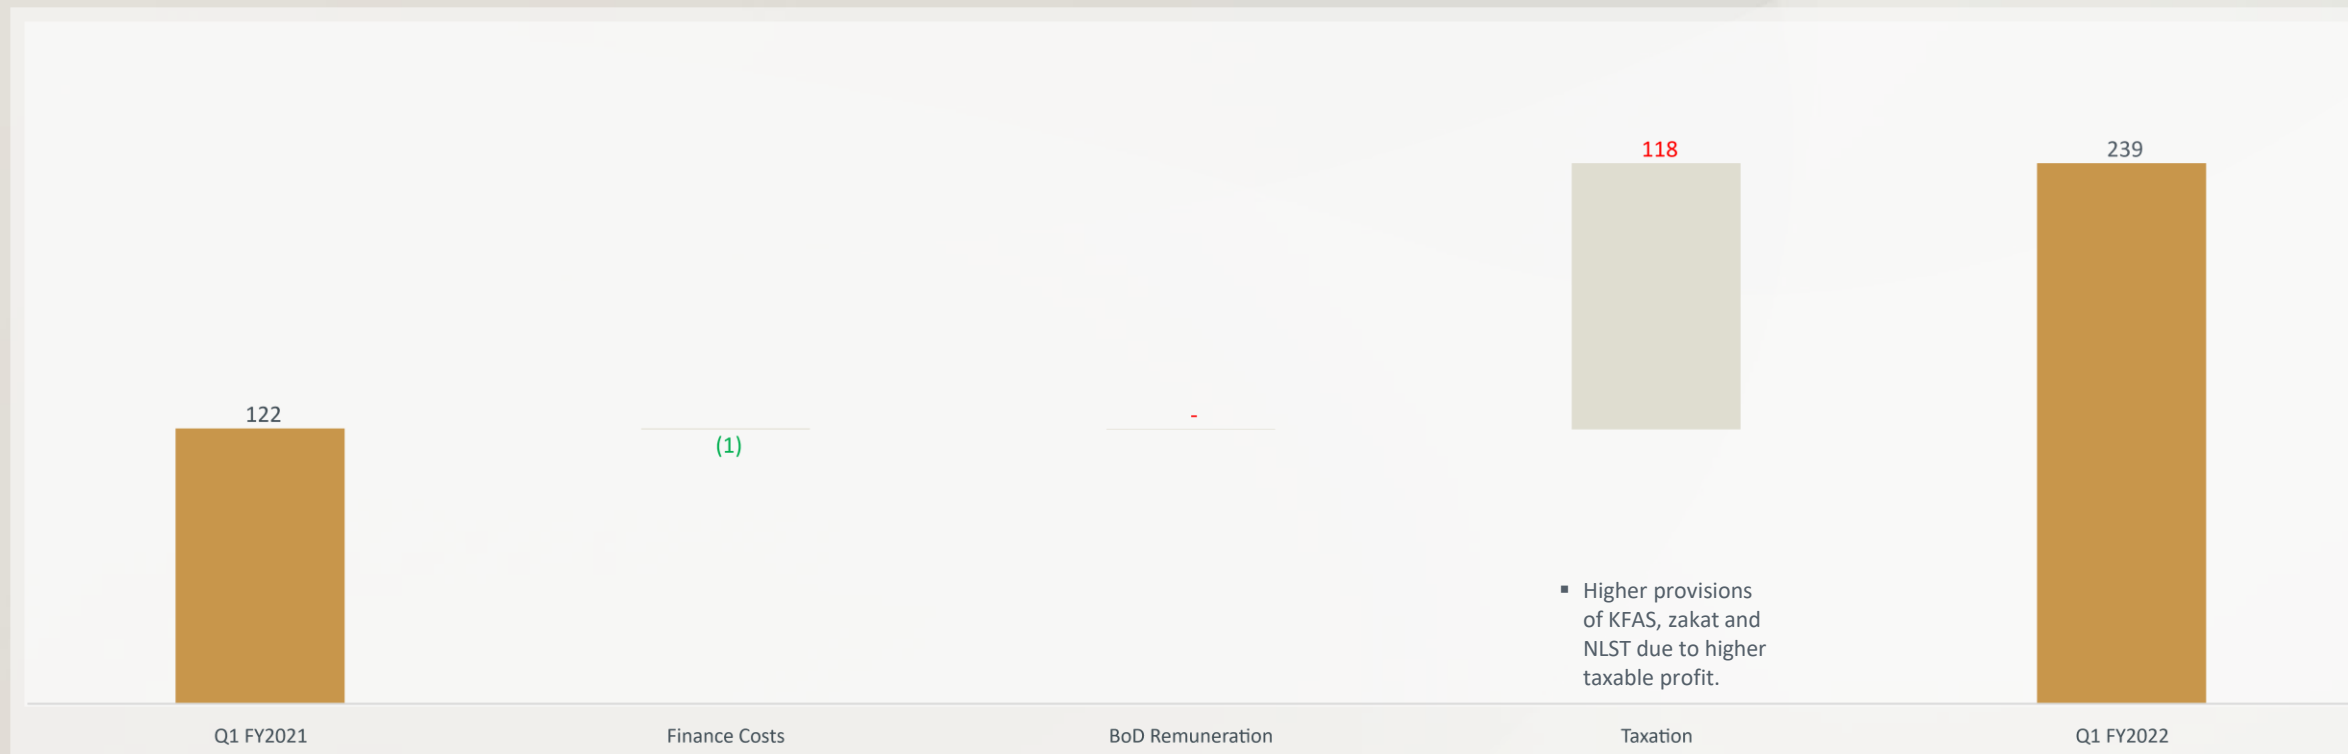 118
239
122
(1)
-
▪ Higher provisions
of KFAS, zakat and
NLST due to higher
taxable profit.
Q1 FY2021
Finance Costs
BoD Remuneration
Taxation
Q1 FY2022